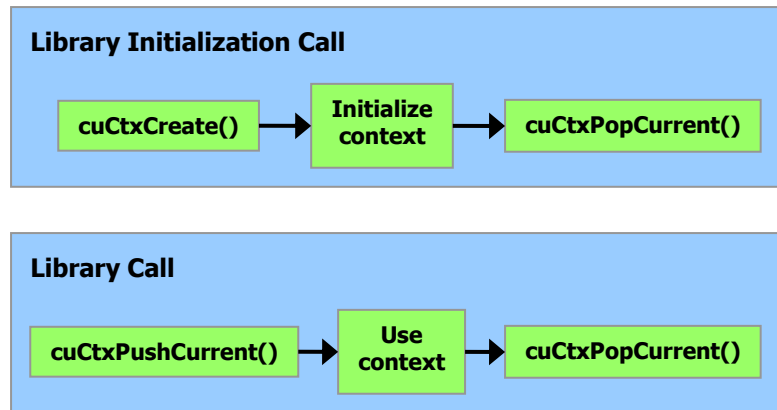 Library Initialization Call
cuCtxCreate()
Initialize
context
cuCtxPopCurrent()
Library Call
cuCtxPushCurrent()
Use
context
cuCtxPopCurrent()